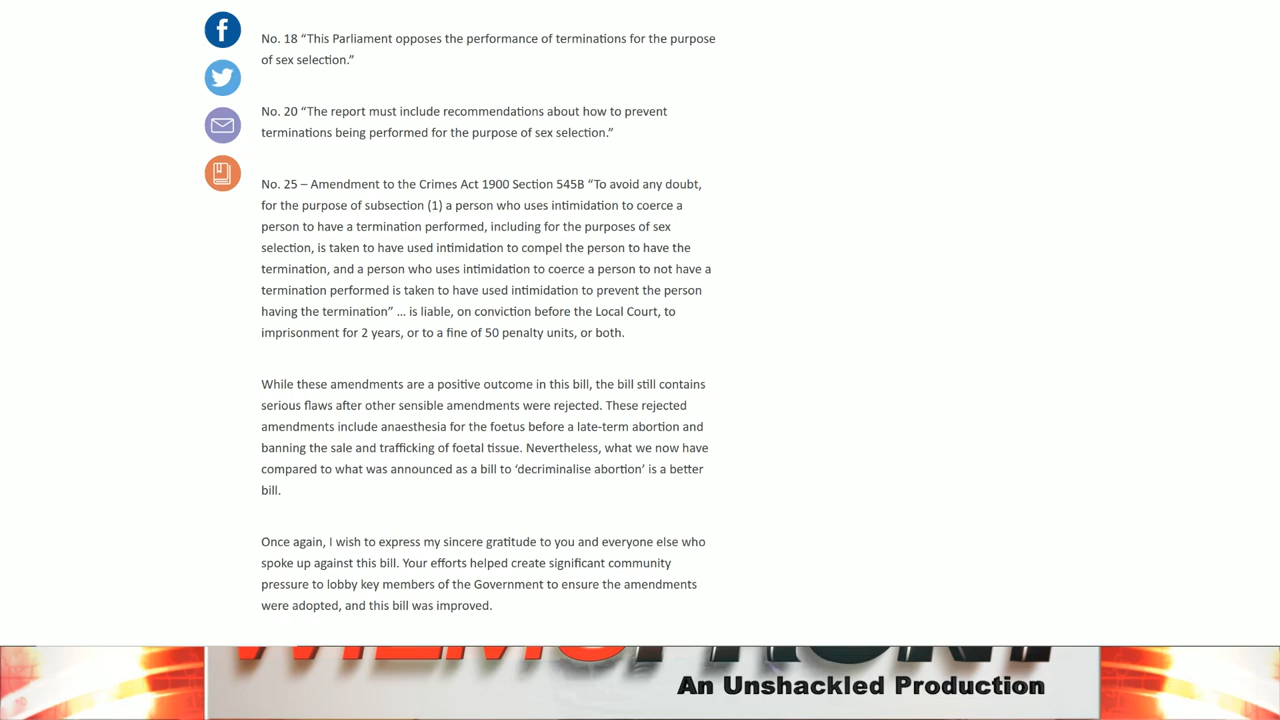 No. 18 “This Parliament opposes the performance of terminations for the purpose
of sex selection.”
No. 20 “The report must include recommendations about how to prevent
terminations being performed for the purpose of sex selection.”
No. 25 – Amendment to the Crimes Act 1900 Section 545B “To avoid any doubt,
for the purpose of subsection (1) a person who uses intimidation to coerce a
person to have a termination performed, including for the purposes of sex
selection, is taken to have used intimidation to compel the person to have the
termination, and a person who uses intimidation to coerce a person to not have a
termination performed is taken to have used intimidation to prevent the person
having the termination” ... is liable, on conviction before the Local Court, to
imprisonment for 2 years, or to a fine of 50 penalty units, or both.
While these amendments are a positive outcome in this bill, the bill still contains
serious flaws after other sensible amendments were rejected. These rejected
amendments include anaesthesia for the foetus before a late-term abortion and
banning the sale and trafficking of foetal tissue. Nevertheless, what we now have
compared to what was announced as a bill to ‘decriminalise abortion’ is a better
bill.
Once again, I wish to express my sincere gratitude to you and everyone else who
spoke up against this bill. Your efforts helped create significant community
pressure to lobby key members of the Government to ensure the amendments
were adopted, and this bill was improved.
An Unshackled Production